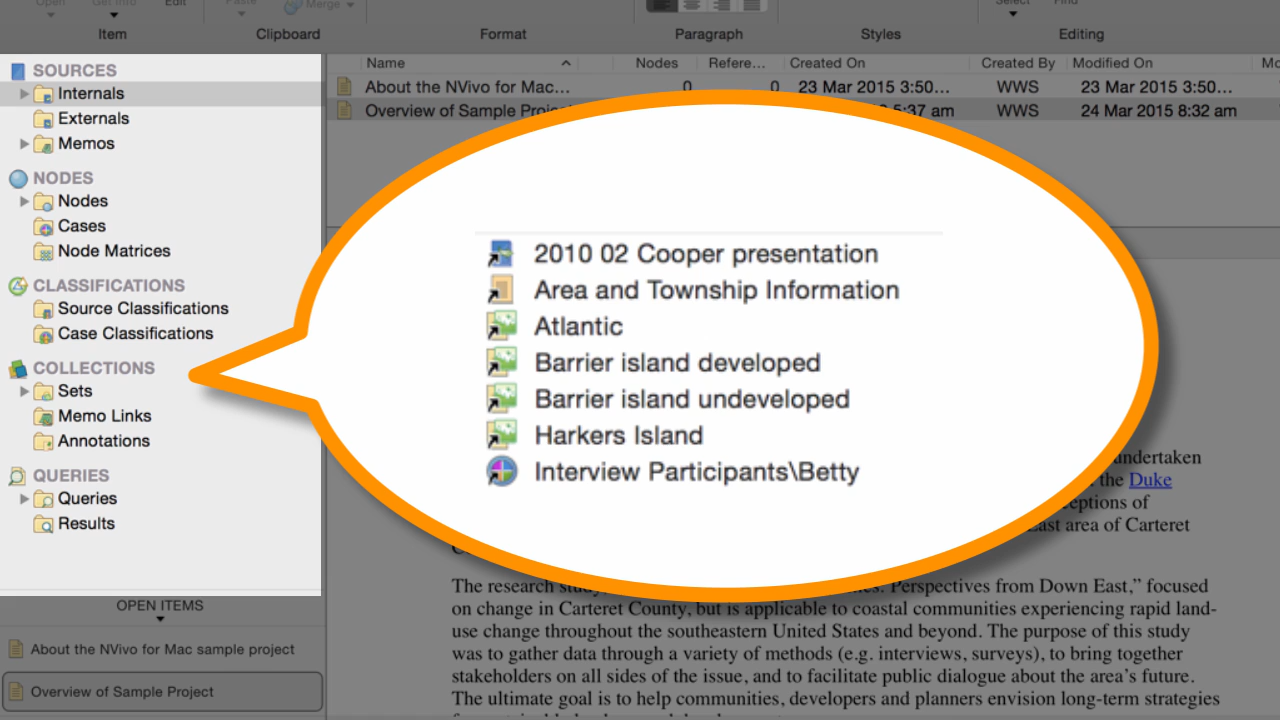 Open Get Info Edit Paste Merge Select Find
Item Clipboard Format Paragraph Styles Editing
SOURCES
Internals
Externals
Memos
NODES
Nodes
Cases
Node Matrices
CLASSIFICATIONS
Source Classifications
Case Classifications
COLLECTIONS
Sets
Memo Links
Annotations
QUERIES
Queries
Results
OPEN ITEMS
About the NVivo for Mac sample project
Overview of Sample Project
Name Nodes Refere... Created On Created By Modified On Mo
About the NVivo for Mac... 0 0 23 Mar 2015 3:50... WWS 23 Mar 2015 3:50...
Overview of Sample Proje 5:37 am WWS 24 Mar 2015 8:32 am
2010 02 Cooper presentation
Area and Township Information
Atlantic
Barrier island developed
Barrier island undeveloped
Harkers Island
Interview Participants\Betty
undertaken
the Duke
eptions of
East area of Carteret
The research study, Perspectives from Down East,” focused
on change in Carteret County, but is applicable to coastal communities experiencing rapid land-
use change throughout the southeastern United States and beyond. The purpose of this study
was to gather data through a variety of methods (e.g. interviews, surveys), to bring together
stakeholders on all sides of the issue, and to facilitate public dialogue about the area’s future.
The ultimate goal is to help communities, developers and planners envision long-term strategies